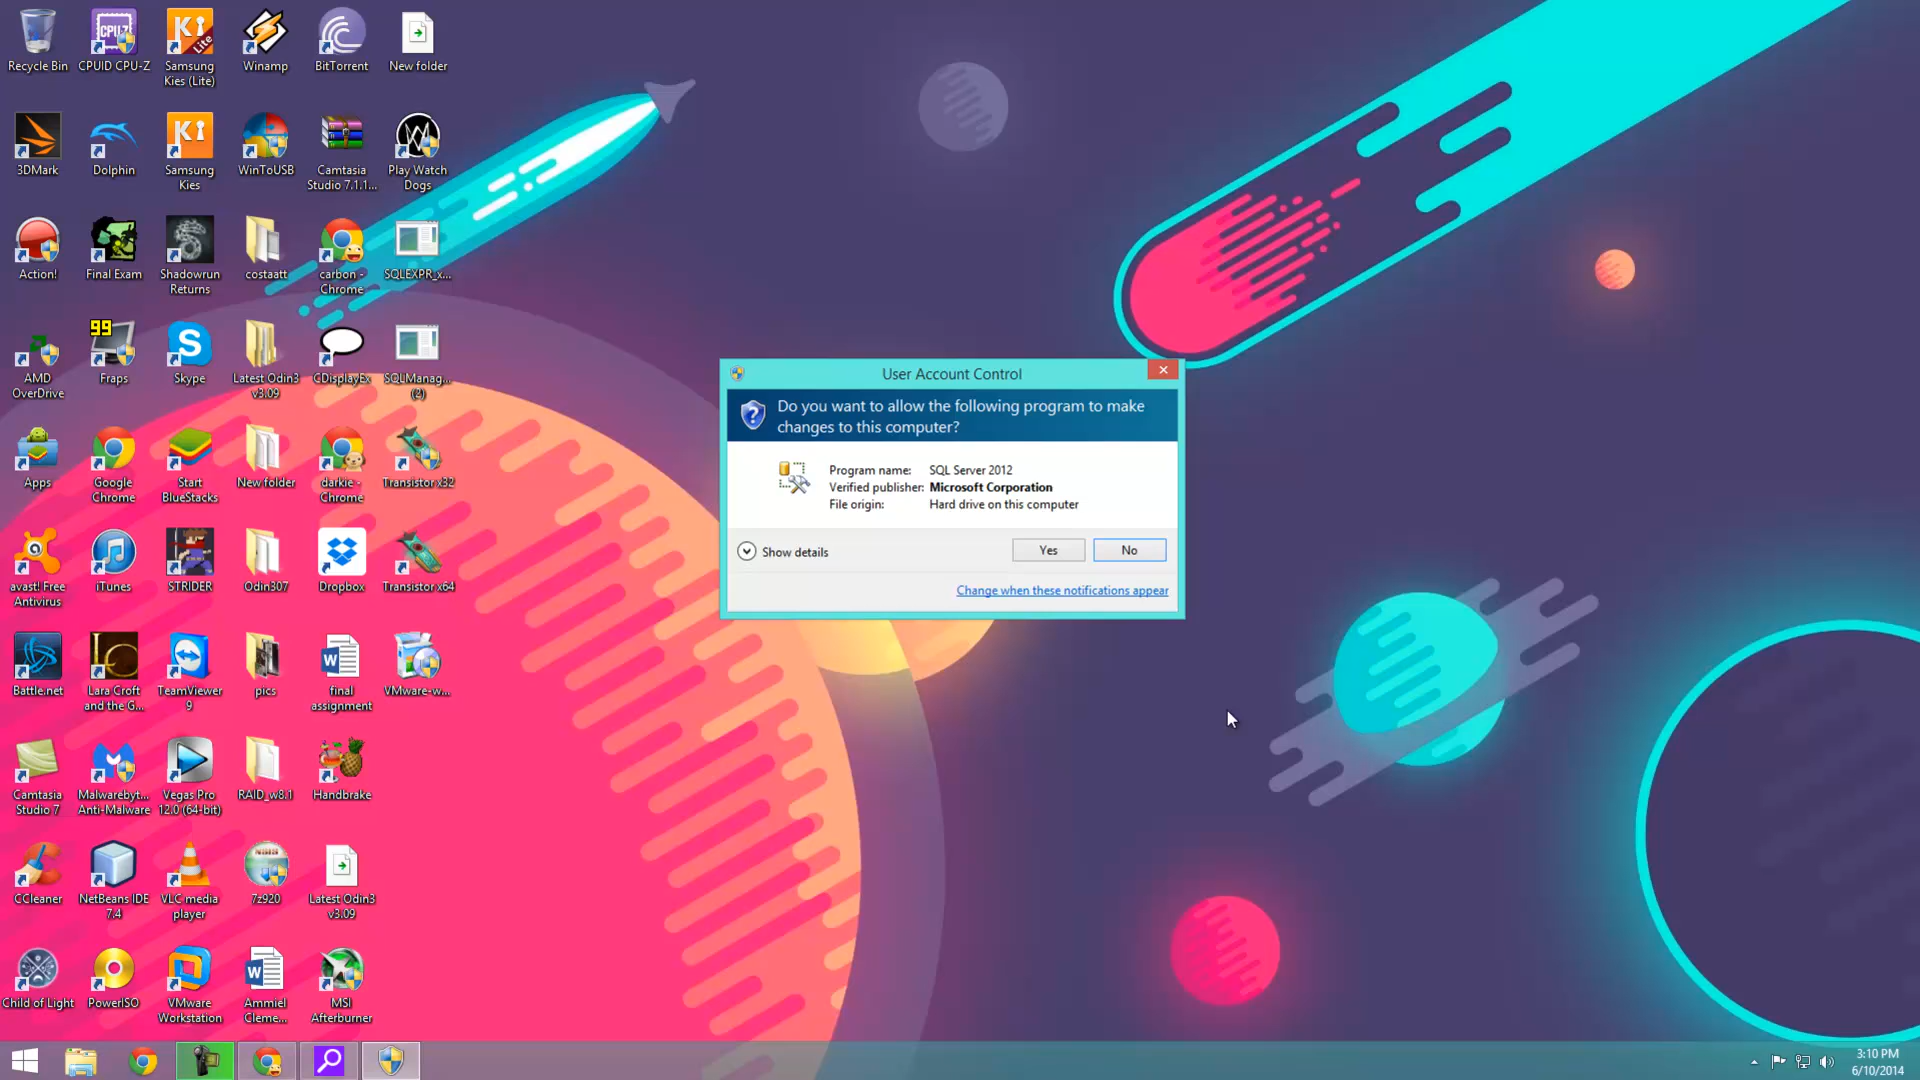 Recycle Bin
CPUID CPU-Z
Samsung
Kies (Lite)
Winamp
BitTorrent
New folder
3DMark
Dolphin
Samsung
Kies
WinToUSB
Camtasia
Studio 7.1.1...
Play Watch
Dogs
Action!
Final Exam
Shadowrun
Returns
costaatt
carbon -
Chrome
SQLEXPR_x...
AMD
OverDrive
99
Fraps
Skype
Latest Odin3
v3.09
CDisplayEx
SQLManag...
(2)
Apps
Google
Chrome
Start
BlueStacks
New folder
darkie -
Chrome
Transistor x32
avast! Free
Antivirus
iTunes
STRIDER
Odin307
Dropbox
Transistor x64
Battle.net
Lara Croft
and the G...
TeamViewer
9
pics
final
assignment
VMware-w...
Camtasia
Studio 7
Malwarebyt...
Anti-Malware
Vegas Pro
12.0 (64-bit)
RAID_w8.1
Handbrake
CCleaner
NetBeans IDE
7.4
VLC media
player
7z920
Latest Odin3
v3.09
Child of Light
PowerISO
VMware
Workstation
Ammiel
Cleme...
MSI
Afterburner
User Account Control
Do you want to allow the following program to make
changes to this computer?
Program name: SQL Server 2012
Verified publisher: Microsoft Corporation
File origin: Hard drive on this computer
Show details
Yes
No
Change when these notifications appear
3:10 PM
6/10/2014